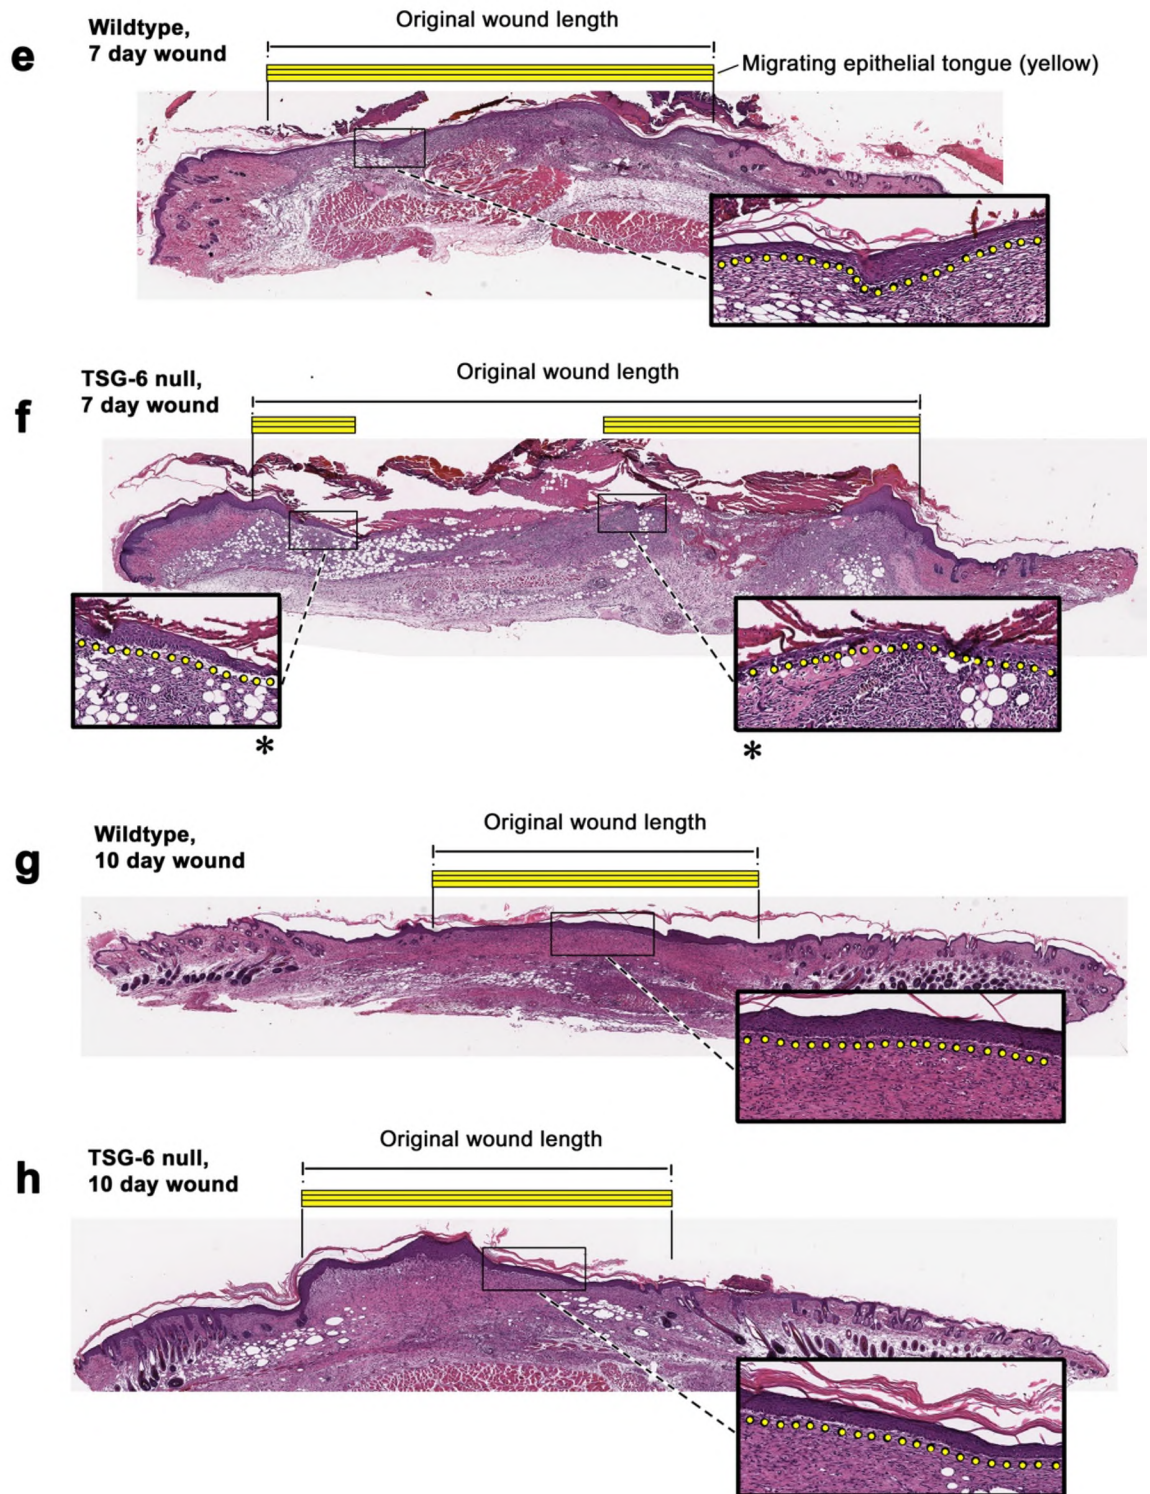 e
Wildtype,
7 day wound
Original wound length
Migrating epithelial tongue (yellow)
f
TSG-6 null,
7 day wound
Original wound length
*
*
g
Wildtype,
10 day wound
Original wound length
h
TSG-6 null,
10 day wound
Original wound length